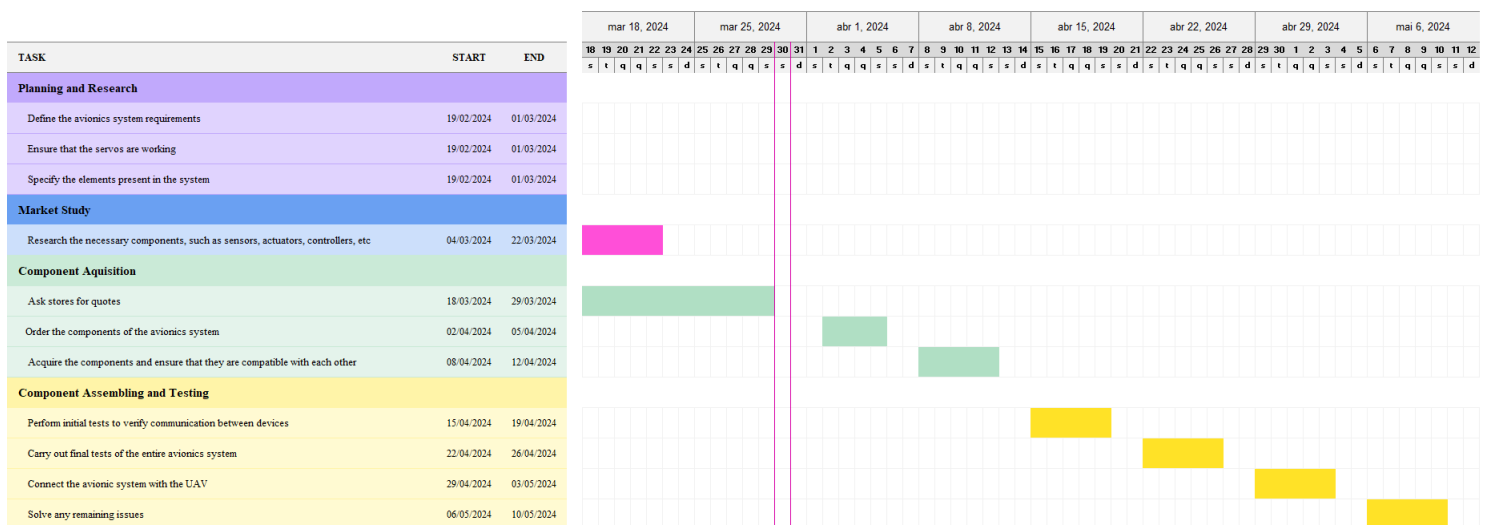 mar 18, 2024 mar 25, 2024 abr 1, 2024 abr 8, 2024 abr 15, 2024 abr 22, 2024 abr 29, 2024 mai 6, 2024
18 19 20 21 22 23 24 25 26 27 28 29 30 31 1 2 3 4 5 6 7 8 9 10 11 12 13 14 15 16 17 18 19 20 21 22 23 24 25 26 27 28 29 30 1 2 3 4 5 6 7 8 9 10 11 12
TASK START END
s t q q s s d s t q q s s d s t q q s s d s t q q s s d s t q q s s d s t q q s s d s t q q s s d s t q q s s d
Planning and Research
Define the avionics system requirements 19/02/2024 01/03/2024
Ensure that the servos are working 19/02/2024 01/03/2024
Specify the elements present in the system 19/02/2024 01/03/2024
Market Study
Research the necessary components, such as sensors, actuators, controllers, etc 04/03/2024 22/03/2024
Component Aquisition
Ask stores for quotes 18/03/2024 29/03/2024
Order the components of the avionics system 02/04/2024 05/04/2024
Acquire the components and ensure that they are compatible with each other 08/04/2024 12/04/2024
Component Assembling and Testing
Perform initial tests to verify communication between devices 15/04/2024 19/04/2024
Carry out final tests of the entire avionics system 22/04/2024 26/04/2024
Connect the avionic system with the UAV 29/04/2024 03/05/2024
Solve any remaining issues 06/05/2024 10/05/2024